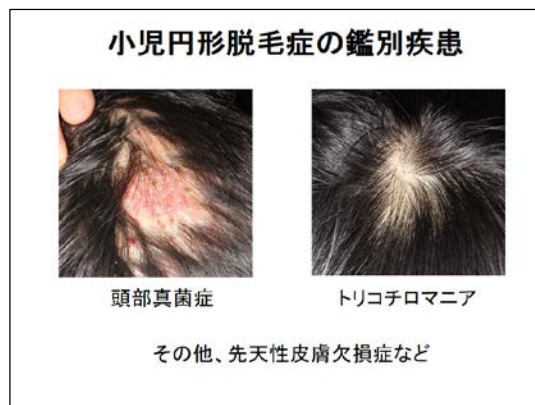 小児円形脱毛症の鑑別疾患
頭部真菌症
トリコチロマニア
その他、先天性皮膚欠損症など